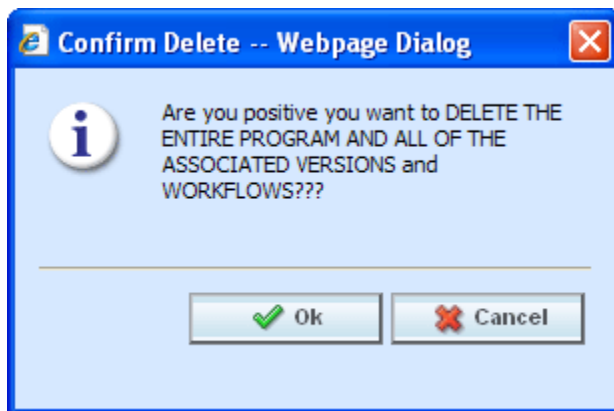 Confirm Delete -- Webpage Dialog
Are you positive you want to DELETE THE
ENTIRE PROGRAM AND ALL OF THE
ASSOCIATED VERSIONS and
WORKFLOWS???
Ok
Cancel